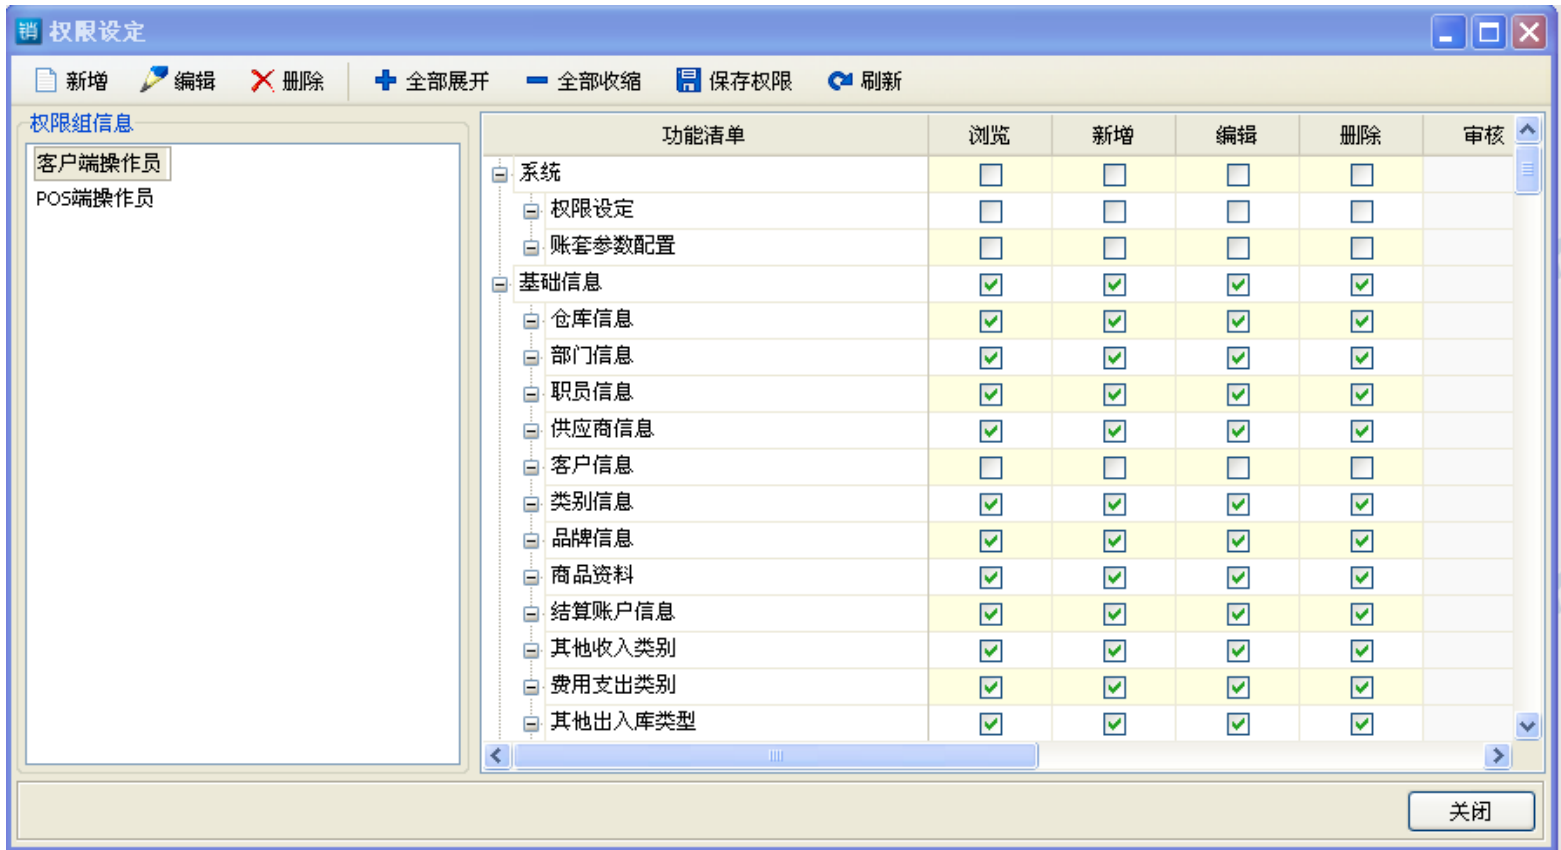 销 权限设定
新增 编辑 删除 全部展开 全部收缩 保存权限 刷新
权限组信息
客户端操作员
POS端操作员
功能清单 浏览 新增 编辑 删除 审核
系统
权限设定
账套参数配置
基础信息
仓库信息
部门信息
职员信息
供应商信息
客户信息
类别信息
品牌信息
商品资料
结算账户信息
其他收入类别
费用支出类别
其他出入库类型
关闭